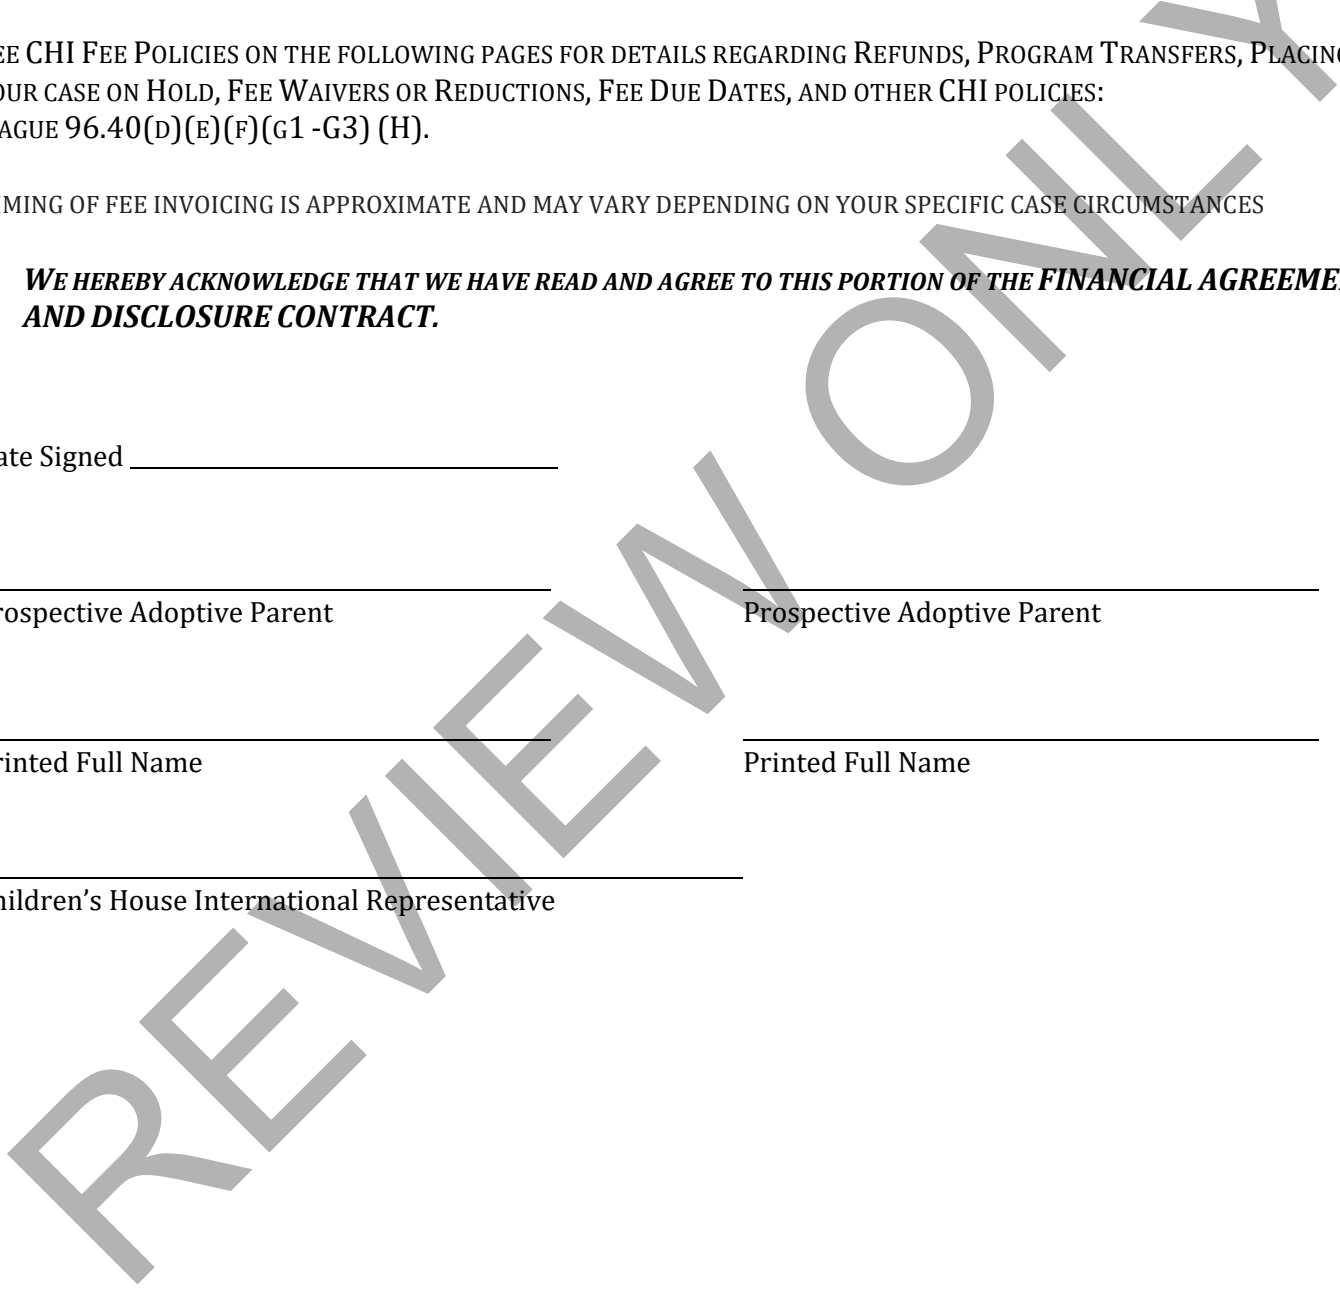 EE CHI FEE POLICIES ON THE FOLLOWING PAGES FOR DETAILS REGARDING REFUNDS, PROGRAM TRANSFERS, PLACING
OUR CASE ON HOLD, FEE WAIVERS OR REDUCTIONS, FEE DUE DATES, AND OTHER CHI POLICIES:
AGUE 96.40(D)(E)(F)(G1 -G3) (H).
MING OF FEE INVOICING IS APPROXIMATE AND MAY VARY DEPENDING ON YOUR SPECIFIC CASE CIRCUMSTANCES
WE HEREBY ACKNOWLEDGE THAT WE HAVE READ AND AGREE TO THIS PORTION OF THE FINANCIAL AGREEME
AND DISCLOSURE CONTRACT.
ate Signed
rospective Adoptive Parent Prospective Adoptive Parent
rinted Full Name Printed Full Name
hildren’s House International Representative
REVIEW ONLY